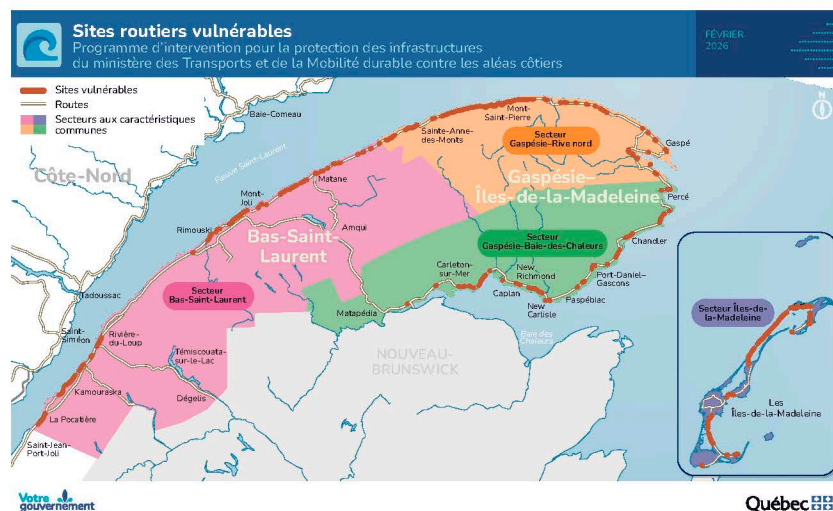 Sites routiers vulnérables
Programme d'intervention pour la protection des infrastructures
du ministère des Transports et de la Mobilité durable contre les aléas côtiers
FÉVRIER
2026
Sites vulnérables
Routes
Secteurs aux caractéristiques
communes
N
Baie-Comeau
Côte-Nord
Fleuve Saint-Laurent
Mont-
Saint-Pierre
Sainte-Anne-
des-Monts
Secteur
Gaspésie-Rive nord
Gaspé
Gaspésie–
Îles-de-la-Madeleine
Matane
Mont-
Joli
Percé
Rimouski
Amqui
Bas-Saint-
Laurent
Secteur
Gaspésie-Baie-des-Chaleurs
Chandler
Carleton-
sur-Mer
New
Richmond
Port-Daniel–
Gascons
Tadoussac
Secteur
Bas-Saint-Laurent
Caplan
Paspébiac
New
Carlisle
Matapédia
Saint-
Siméon
Rivière-
du-Loup
Baie des
Chaleurs
Témiscouata-
sur-le-Lac
NOUVEAU-
BRUNSWICK
Kamouraska
Dégelis
La Pocatière
Saint-Jean-
Port-Joli
Secteur Îles-de-
la-Madeleine
Les
Îles-de-la-Madeleine
Votre
gouvernement
Québec